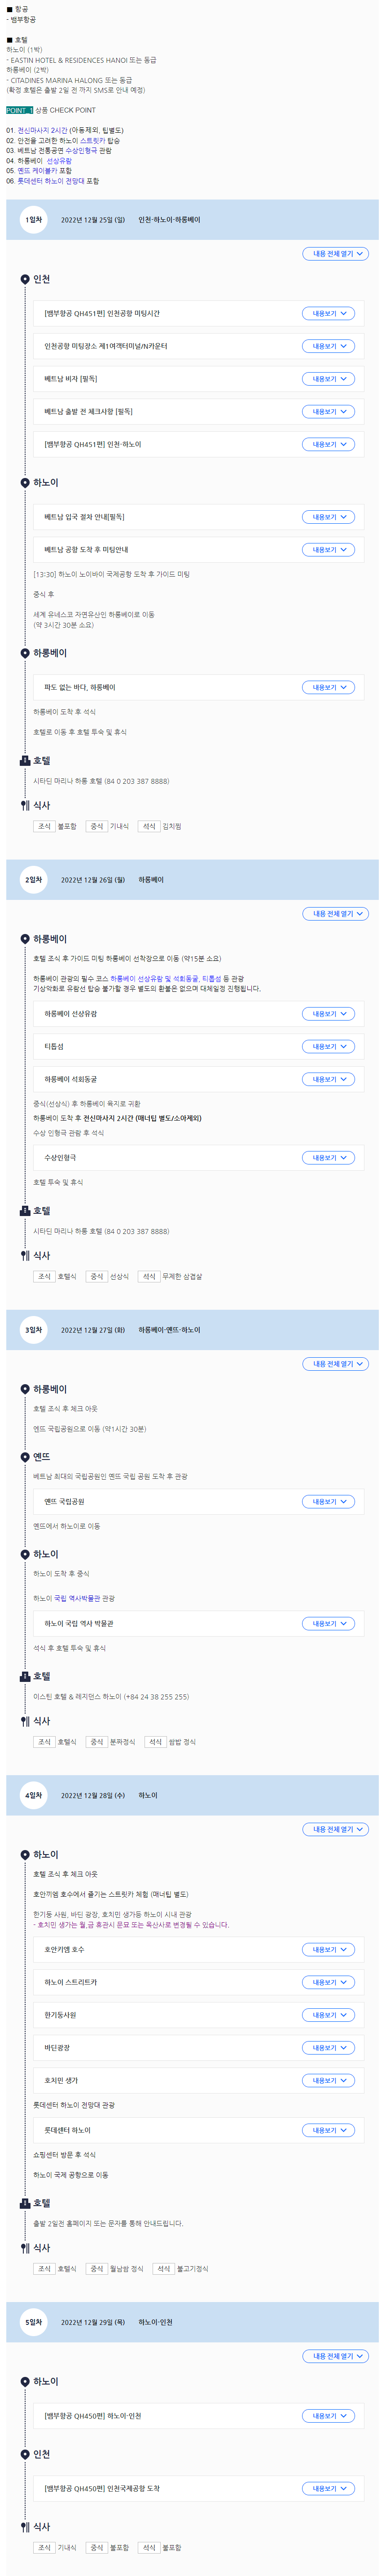 ■ 항공
- 뱀부항공
■ 호텔
하노이 (1박)
- EASTIN HOTEL & RESIDENCES HANOI 또는 동급
하롱베이 (2박)
- CITADINES MARINA HALONG 또는 동급
(확정 호텔은 출발 2일 전 까지 SMS로 안내 예정)
POINT. 1 상품 CHECK POINT
01. 전신마사지 2시간 (아동제외, 팁별도)
02. 안전을 고려한 하노이 스트릿카 탑승
03. 베트남 전통공연 수상인형극 관람
04. 하롱베이 선상유람
05. 옌뜨 케이블카 포함
06. 롯데센터 하노이 전망대 포함
1일차 2022년 12월 25일 (일) 인천-하노이-하롱베이
내용 전체 열기
인천
[뱀부항공 QH451편] 인천공항 미팅시간 내용보기
인천공항 미팅장소 제1여객터미널/N카운터 내용보기
베트남 비자 [필독] 내용보기
베트남 출발 전 체크사항 [필독] 내용보기
[뱀부항공 QH451편] 인천-하노이 내용보기
하노이
베트남 입국 절차 안내[필독] 내용보기
베트남 공항 도착 후 미팅안내 내용보기
[13:30] 하노이 노이바이 국제공항 도착 후 가이드 미팅
중식 후
세계 유네스코 자연유산인 하롱베이로 이동
(약 3시간 30분 소요)
하롱베이
파도 없는 바다, 하롱베이 내용보기
하롱베이 도착 후 석식
호텔로 이동 후 호텔 투숙 및 휴식
호텔
시타딘 마리나 하롱 호텔 (84 0 203 387 8888)
식사
조식 불포함 중식 기내식 석식 김치찜
2일차 2022년 12월 26일 (월) 하롱베이
내용 전체 열기
하롱베이
호텔 조식 후 가이드 미팅 하롱베이 선착장으로 이동 (약15분 소요)
하롱베이 관광의 필수 코스 하롱베이 선상유람 및 석회동굴, 티톱섬 등 관광
기상악화로 유람선 탑승 불가할 경우 별도의 환불은 없으며 대체일정 진행됩니다.
하롱베이 선상유람 내용보기
티톱섬 내용보기
하롱베이 석회동굴 내용보기
중식(선상식) 후 하롱베이 육지로 귀환
하롱베이 도착 후 전신마사지 2시간 (매너팁 별도/소아제외)
수상 인형극 관람 후 석식
수상인형극 내용보기
호텔 투숙 및 휴식
호텔
시타딘 마리나 하롱 호텔 (84 0 203 387 8888)
식사
조식 호텔식 중식 선상식 석식 무제한 삼겹살
3일차 2022년 12월 27일 (화) 하롱베이-옌뜨-하노이
내용 전체 열기
하롱베이
호텔 조식 후 체크 아웃
옌뜨 국립공원으로 이동 (약1시간 30분)
옌뜨
베트남 최대의 국립공원인 옌뜨 국립 공원 도착 후 관광
옌뜨 국립공원 내용보기
옌뜨에서 하노이로 이동
하노이
하노이 도착 후 중식
하노이 국립 역사박물관 관광
하노이 국립 역사 박물관 내용보기
석식 후 호텔 투숙 및 휴식
호텔
이스틴 호텔 & 레지던스 하노이 (+84 24 38 255 255)
식사
조식 호텔식 중식 분짜정식 석식 쌈밥 정식
4일차 2022년 12월 28일 (수) 하노이
내용 전체 열기
하노이
호텔 조식 후 체크 아웃
호안끼엠 호수에서 즐기는 스트릿카 체험 (매너팁 별도)
한기둥 사원, 바딘 광장, 호치민 생가등 하노이 시내 관광
- 호치민 생가는 월,금 휴관시 문묘 또는 옥산사로 변경될 수 있습니다.
호안키엠 호수 내용보기
하노이 스트리트카 내용보기
한기둥사원 내용보기
바딘광장 내용보기
호치민 생가 내용보기
롯데센터 하노이 전망대 관광
롯데센터 하노이 내용보기
쇼핑센터 방문 후 석식
하노이 국제 공항으로 이동
호텔
출발 2일전 홈페이지 또는 문자를 통해 안내드립니다.
식사
조식 호텔식 중식 월남쌈 정식 석식 불고기정식
5일차 2022년 12월 29일 (목) 하노이-인천
내용 전체 열기
하노이
[뱀부항공 QH450편] 하노이-인천 내용보기
인천
[뱀부항공 QH450편] 인천국제공항 도착 내용보기
식사
조식 기내식 중식 불포함 석식 불포함